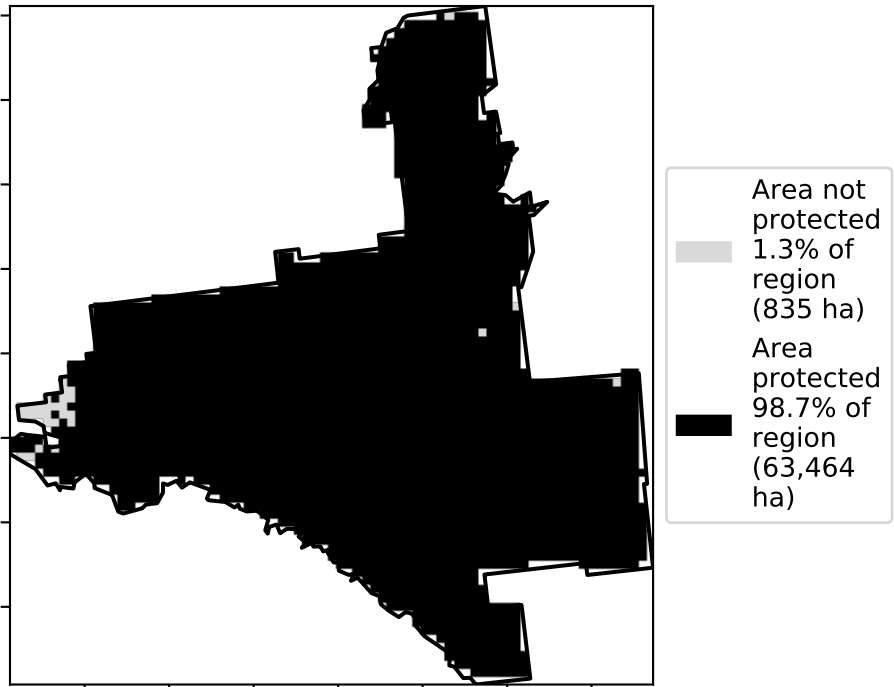 Area not
protected
1.3% of
region
(835 ha)
Area
protected
98.7% of
region
(63,464
ha)